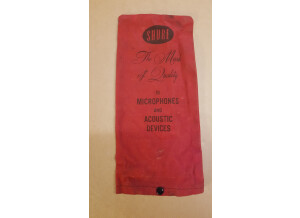 SHURE
The Mark
of Quality
in
MICROPHONES
and
ACOUSTIC
DEVICES